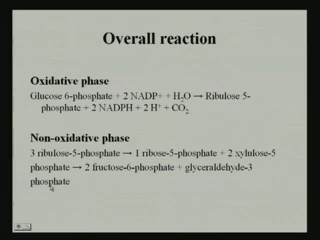 Overall reaction
Oxidative phase
Glucose 6-phosphate + 2 NADP+ + H₂O → Ribulose 5-
phosphate + 2 NADPH + 2 H⁺ + CO₂
Non-oxidative phase
3 ribulose-5-phosphate → 1 ribose-5-phosphate + 2 xylulose-5
phosphate → 2 fructose-6-phosphate + glyceraldehyde-3
phosphate